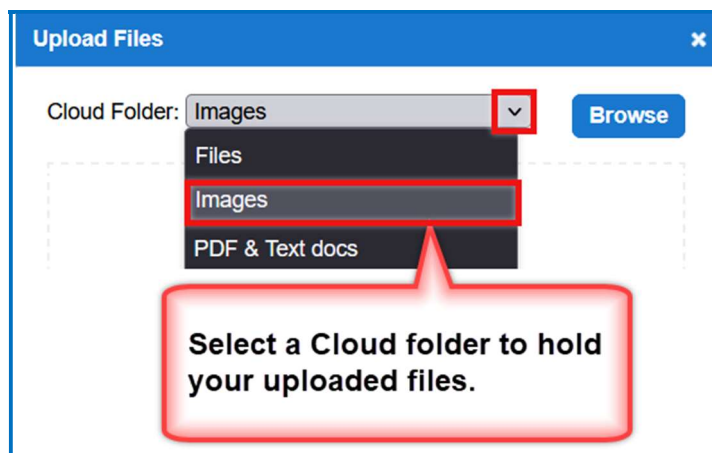 Upload Files
Cloud Folder: Images Browse
Files
Images
PDF & Text docs
Select a Cloud folder to hold
your uploaded files.